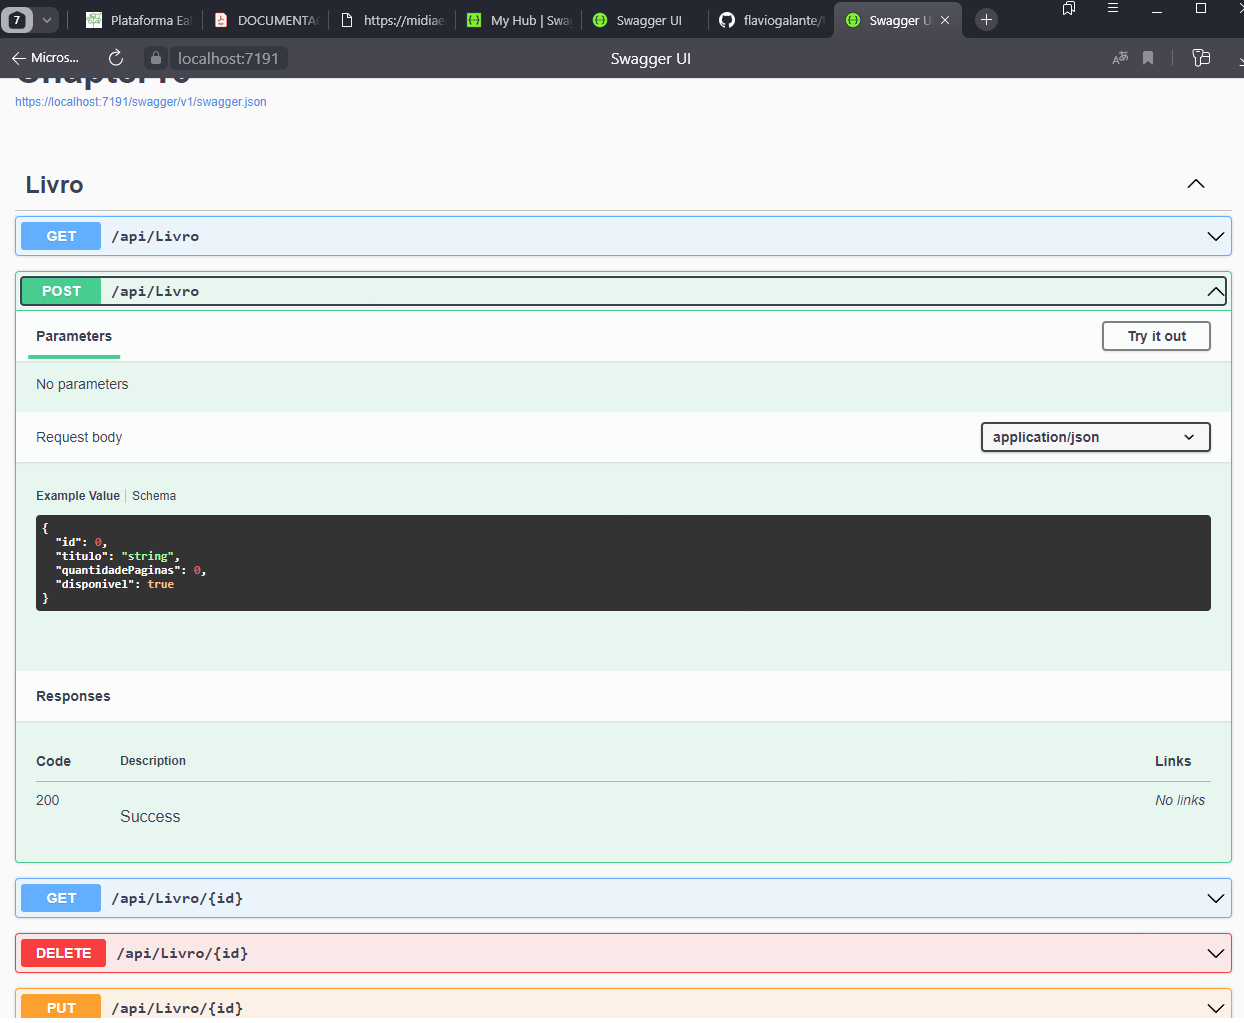 7
Plataforma Ea
DOCUMENTAÇ
https://midiae
My Hub | Swa
Swagger UI
flaviogalante/
Swagger U
Micros...
localhost:7191
Swagger UI
https://localhost:7191/swagger/v1/swagger.json
Livro
GET /api/Livro
POST /api/Livro
Parameters
Try it out
No parameters
Request body
application/json
Example Value
Schema
{
"id": 0,
"titulo": "string",
"quantidadePaginas": 0,
"disponivel": true
}
Responses
Code Description Links
200 Success No links
GET /api/Livro/{id}
DELETE /api/Livro/{id}
PUT /api/Livro/{id}